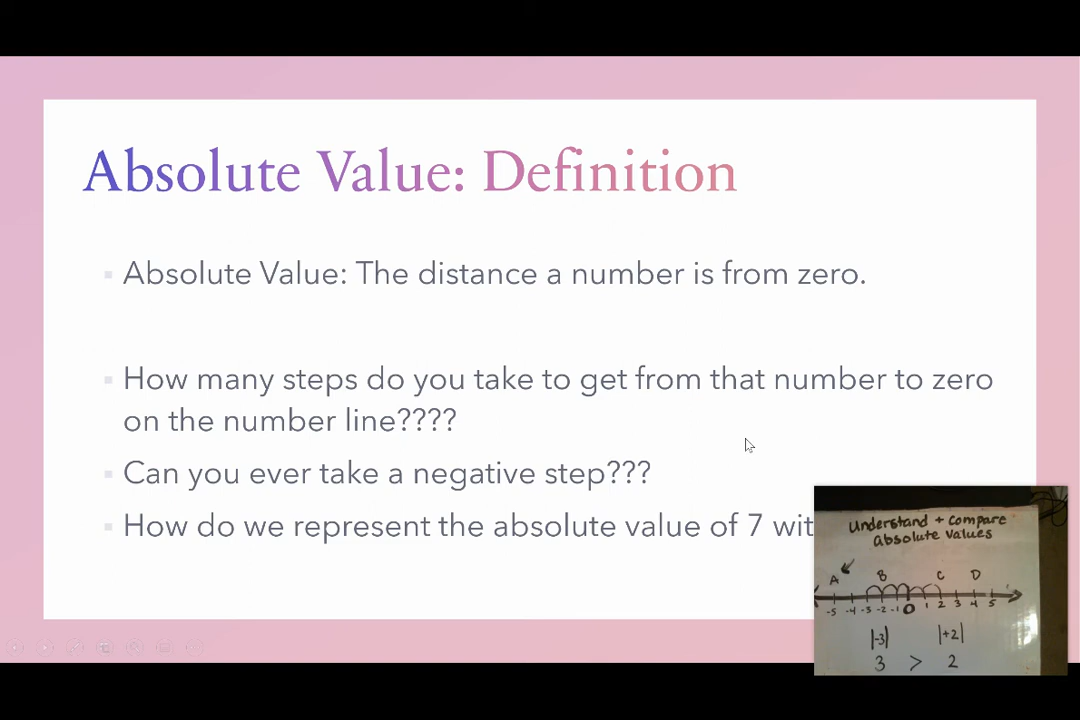 Absolute Value: Definition
Absolute Value: The distance a number is from zero.
How many steps do you take to get from that number to zero
on the number line????
Can you ever take a negative step???
How do we represent the absolute value of 7 wit
understand + compare
absolute values
A B C D
-5 -4 -3 -2 -1 0 1 2 3 4 5
|-3| |+2|
3 > 2